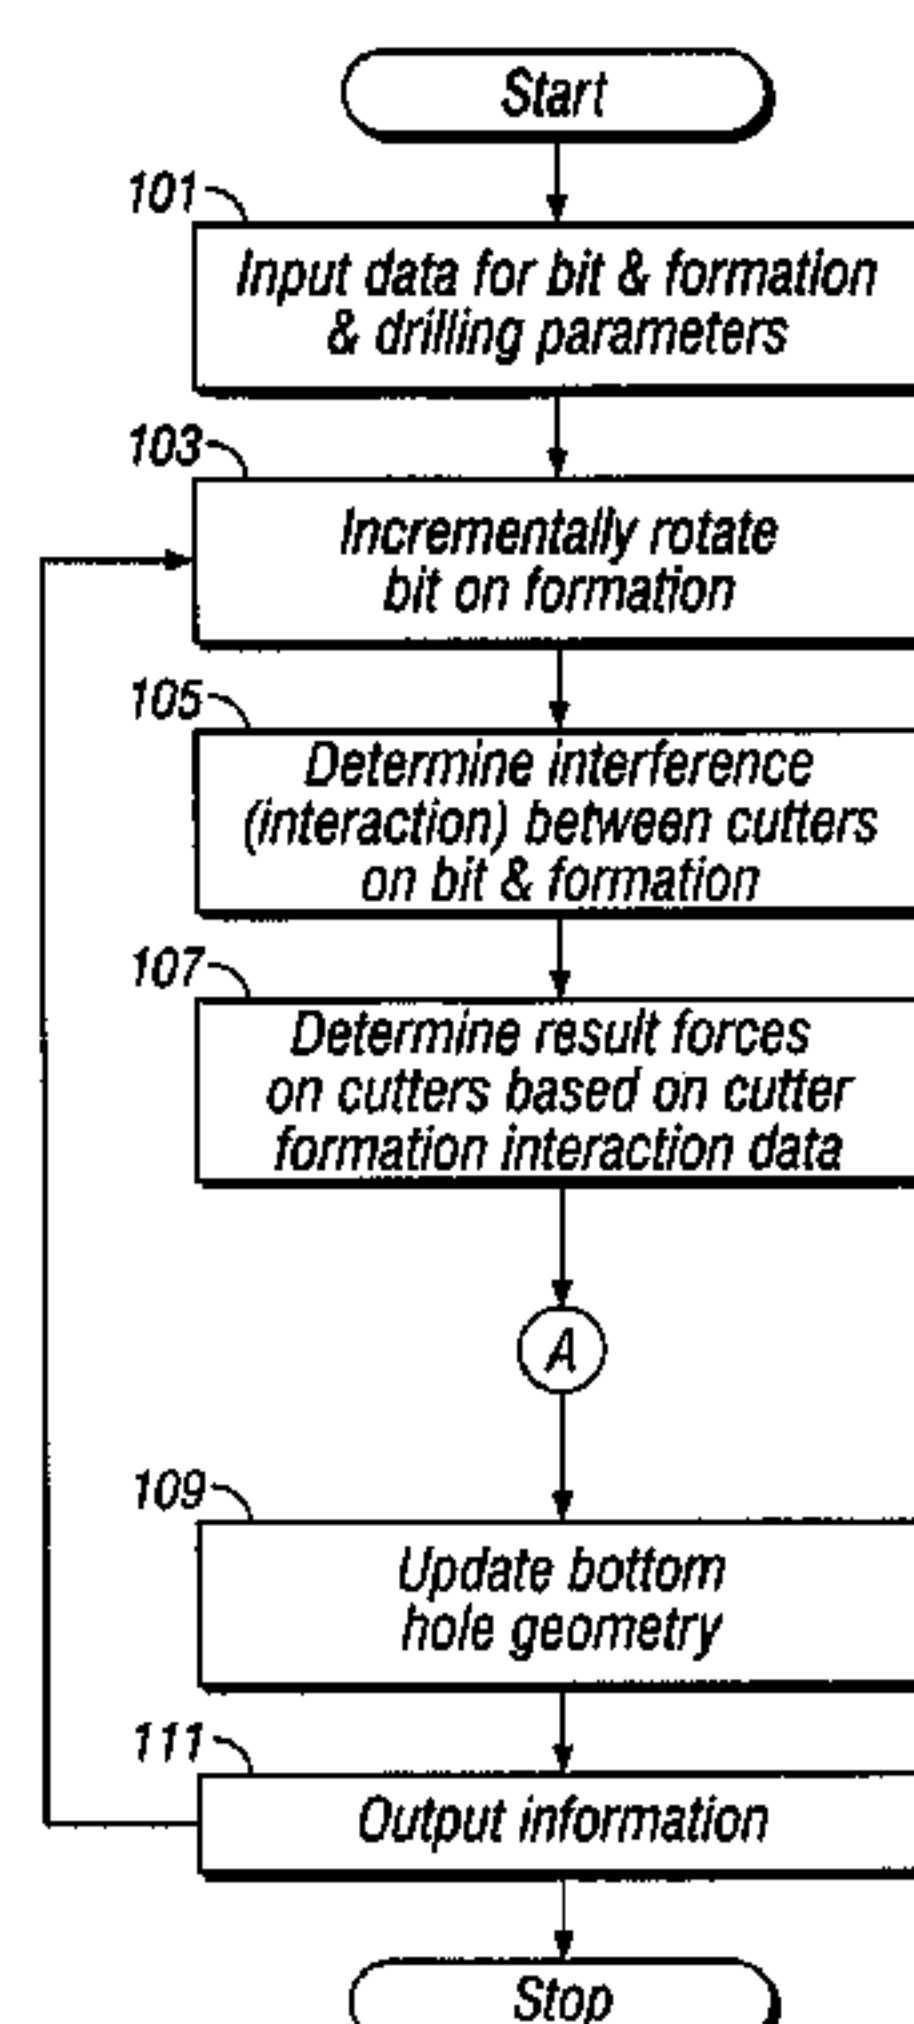 Start
101
Input data for bit & formation
& drilling parameters
103
Incrementally rotate
bit on formation
105
Determine interference
(interaction) between cutters
on bit & formation
107
Determine result forces
on cutters based on cutter
formation interaction data
A
109
Update bottom
hole geometry
111
Output information
Stop